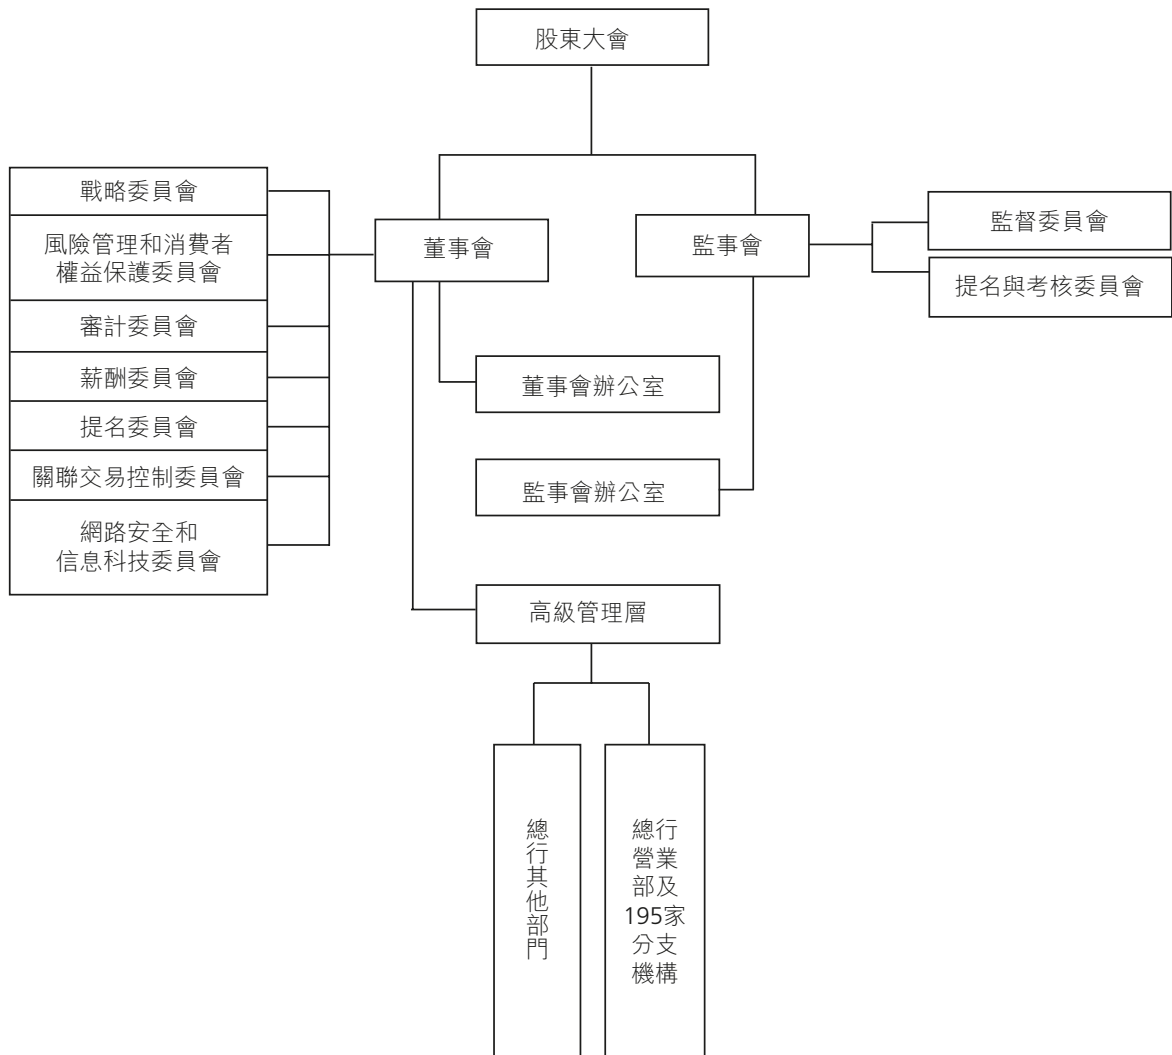 股東大會
戰略委員會
風險管理和消費者
權益保護委員會
審計委員會
薪酬委員會
提名委員會
關聯交易控制委員會
網路安全和
信息科技委員會
董事會
監事會
監督委員會
提名與考核委員會
董事會辦公室
監事會辦公室
高級管理層
總行其他部門
總行
營業
部及
195家
分支
機構